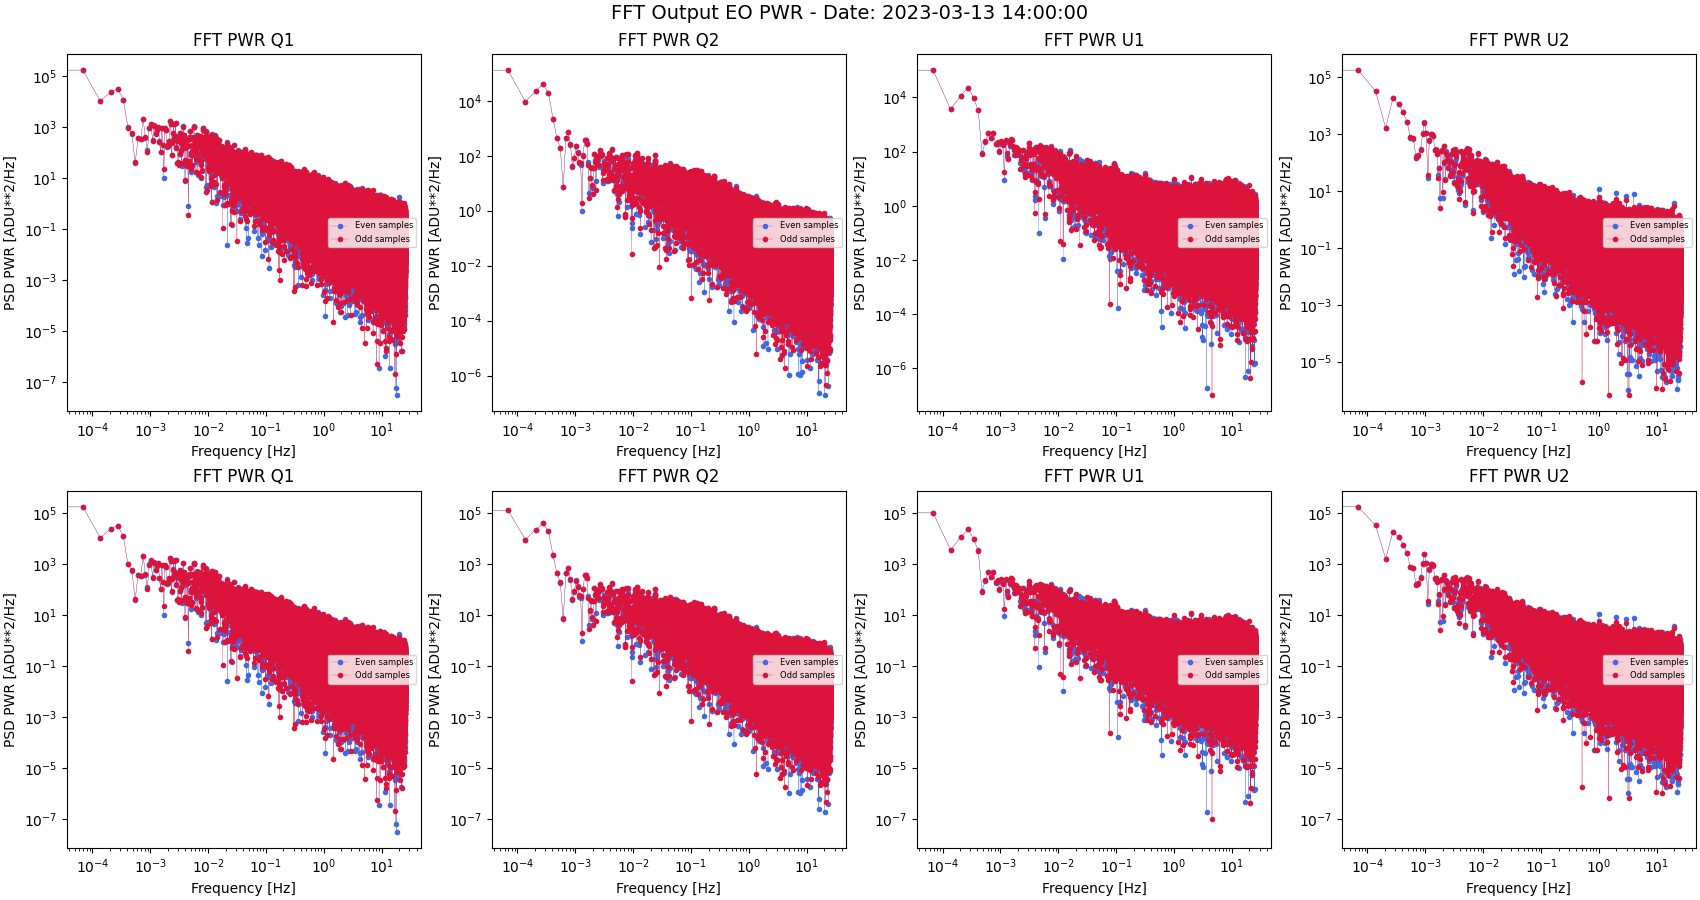 FFT Output EO PWR - Date: 2023-03-13 14:00:00
FFT PWR Q1
PSD PWR [ADU**2/Hz]
10^5
10^3
10^1
10^-1
10^-3
10^-5
10^-7
Even samples
Odd samples
10^-4 10^-3 10^-2 10^-1 10^0 10^1
Frequency [Hz]
FFT PWR Q2
PSD PWR [ADU**2/Hz]
10^4
10^2
10^0
10^-2
10^-4
10^-6
Even samples
Odd samples
10^-4 10^-3 10^-2 10^-1 10^0 10^1
Frequency [Hz]
FFT PWR U1
PSD PWR [ADU**2/Hz]
10^4
10^2
10^0
10^-2
10^-4
10^-6
Even samples
Odd samples
10^-4 10^-3 10^-2 10^-1 10^0 10^1
Frequency [Hz]
FFT PWR U2
PSD PWR [ADU**2/Hz]
10^5
10^3
10^1
10^-1
10^-3
10^-5
Even samples
Odd samples
10^-4 10^-3 10^-2 10^-1 10^0 10^1
Frequency [Hz]
FFT PWR Q1
PSD PWR [ADU**2/Hz]
10^5
10^3
10^1
10^-1
10^-3
10^-5
10^-7
Even samples
Odd samples
10^-4 10^-3 10^-2 10^-1 10^0 10^1
Frequency [Hz]
FFT PWR Q2
PSD PWR [ADU**2/Hz]
10^5
10^3
10^1
10^-1
10^-3
10^-5
10^-7
Even samples
Odd samples
10^-4 10^-3 10^-2 10^-1 10^0 10^1
Frequency [Hz]
FFT PWR U1
PSD PWR [ADU**2/Hz]
10^5
10^3
10^1
10^-1
10^-3
10^-5
10^-7
Even samples
Odd samples
10^-4 10^-3 10^-2 10^-1 10^0 10^1
Frequency [Hz]
FFT PWR U2
PSD PWR [ADU**2/Hz]
10^5
10^3
10^1
10^-1
10^-3
10^-5
10^-7
Even samples
Odd samples
10^-4 10^-3 10^-2 10^-1 10^0 10^1
Frequency [Hz]